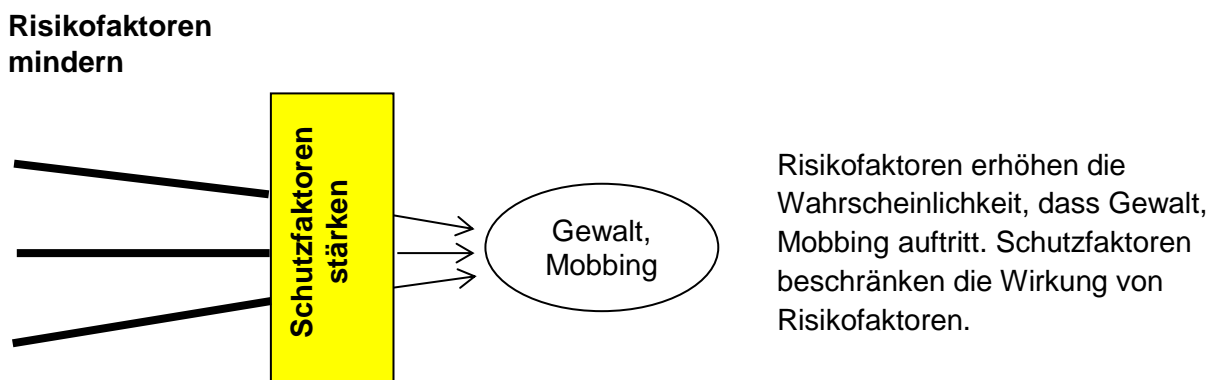 Risikofaktoren
mindern
Schutzfaktoren
stärken
Gewalt,
Mobbing
Risikofaktoren erhöhen die
Wahrscheinlichkeit, dass Gewalt,
Mobbing auftritt. Schutzfaktoren
beschränken die Wirkung von
Risikofaktoren.